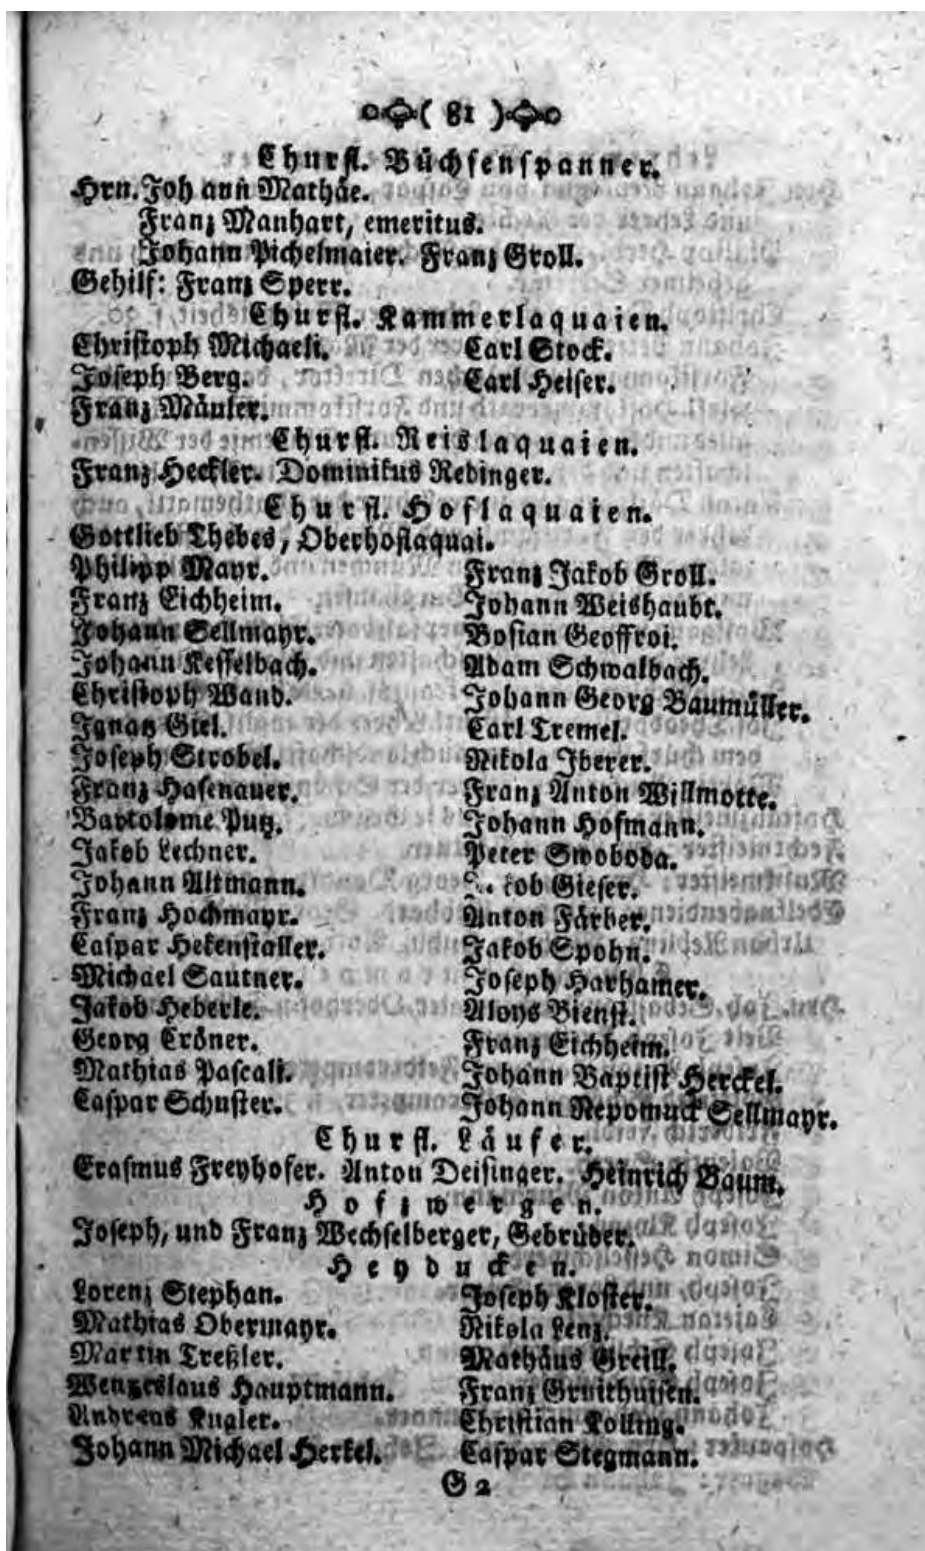 ( 81 )
Churfl. Büchsenspanner.
Hrn. Johann Mathäe.
Franz Manhart, emeritus.
Johann Pichelmaier. Franz Groll.
Gehilf: Franz Sperr.
Churfl. Kammerlaquaien.
Christoph Michaeli. Carl Stock.
Joseph Berg. Carl Heiser.
Franz Mäusler.
Churfl. Reislaquaien.
Franz Heckler. Dominikus Redinger.
Churfl. Hoflaquaien.
Gottlieb Thebes, Oberhoflaquai.
Philipp Mayr. Franz Jakob Groll.
Franz Eichheim. Johann Weishaubt.
Johann Sellmayr. Bosian Geoffroi.
Johann Kesselbach. Adam Schwalbach.
Christoph Wand. Johann Georg Baumüller.
Ignaz Giel. Carl Tremel.
Joseph Strobel. Nikola Iberer.
Franz Hasenauer. Franz Anton Willmotte.
Bartolome Putz. Johann Hofmann.
Jakob Lechner. Peter Swoboda.
Johann Altmann. Jakob Gieser.
Franz Hochmayr. Anton Färber.
Caspar Hekenstaller. Jakob Spohn.
Michael Sautner. Joseph Harhamer.
Jakob Heberle. Aloys Bienst.
Georg Cröner. Franz Eichheim.
Mathias Pascali. Johann Baptist Herckel.
Caspar Schuster. Johann Nepomuck Sellmayr.
Churfl. Läufer.
Erasmus Freyhofer. Anton Deisinger. Heinrich Baum.
Hofzwergen.
Joseph, und Franz Wechselberger, Gebrüder.
Heyducken.
Lorenz Stephan. Joseph Kloster.
Mathias Obermayr. Nikola Lenz.
Martin Treßler. Mathäus Greill.
Wenzeslaus Hauptmann. Franz Gruithuisen.
Andreas Kugler. Christian Kolling.
Johann Michael Herkel. Caspar Stegmann.
G 2